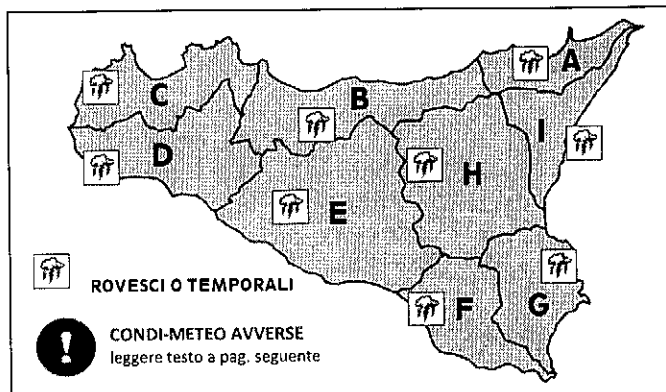 A
C
B
I
D
H
E
ROVESCI O TEMPORALI
F
G
CONDI-METEO AVVERSE
leggere testo a pag. seguente